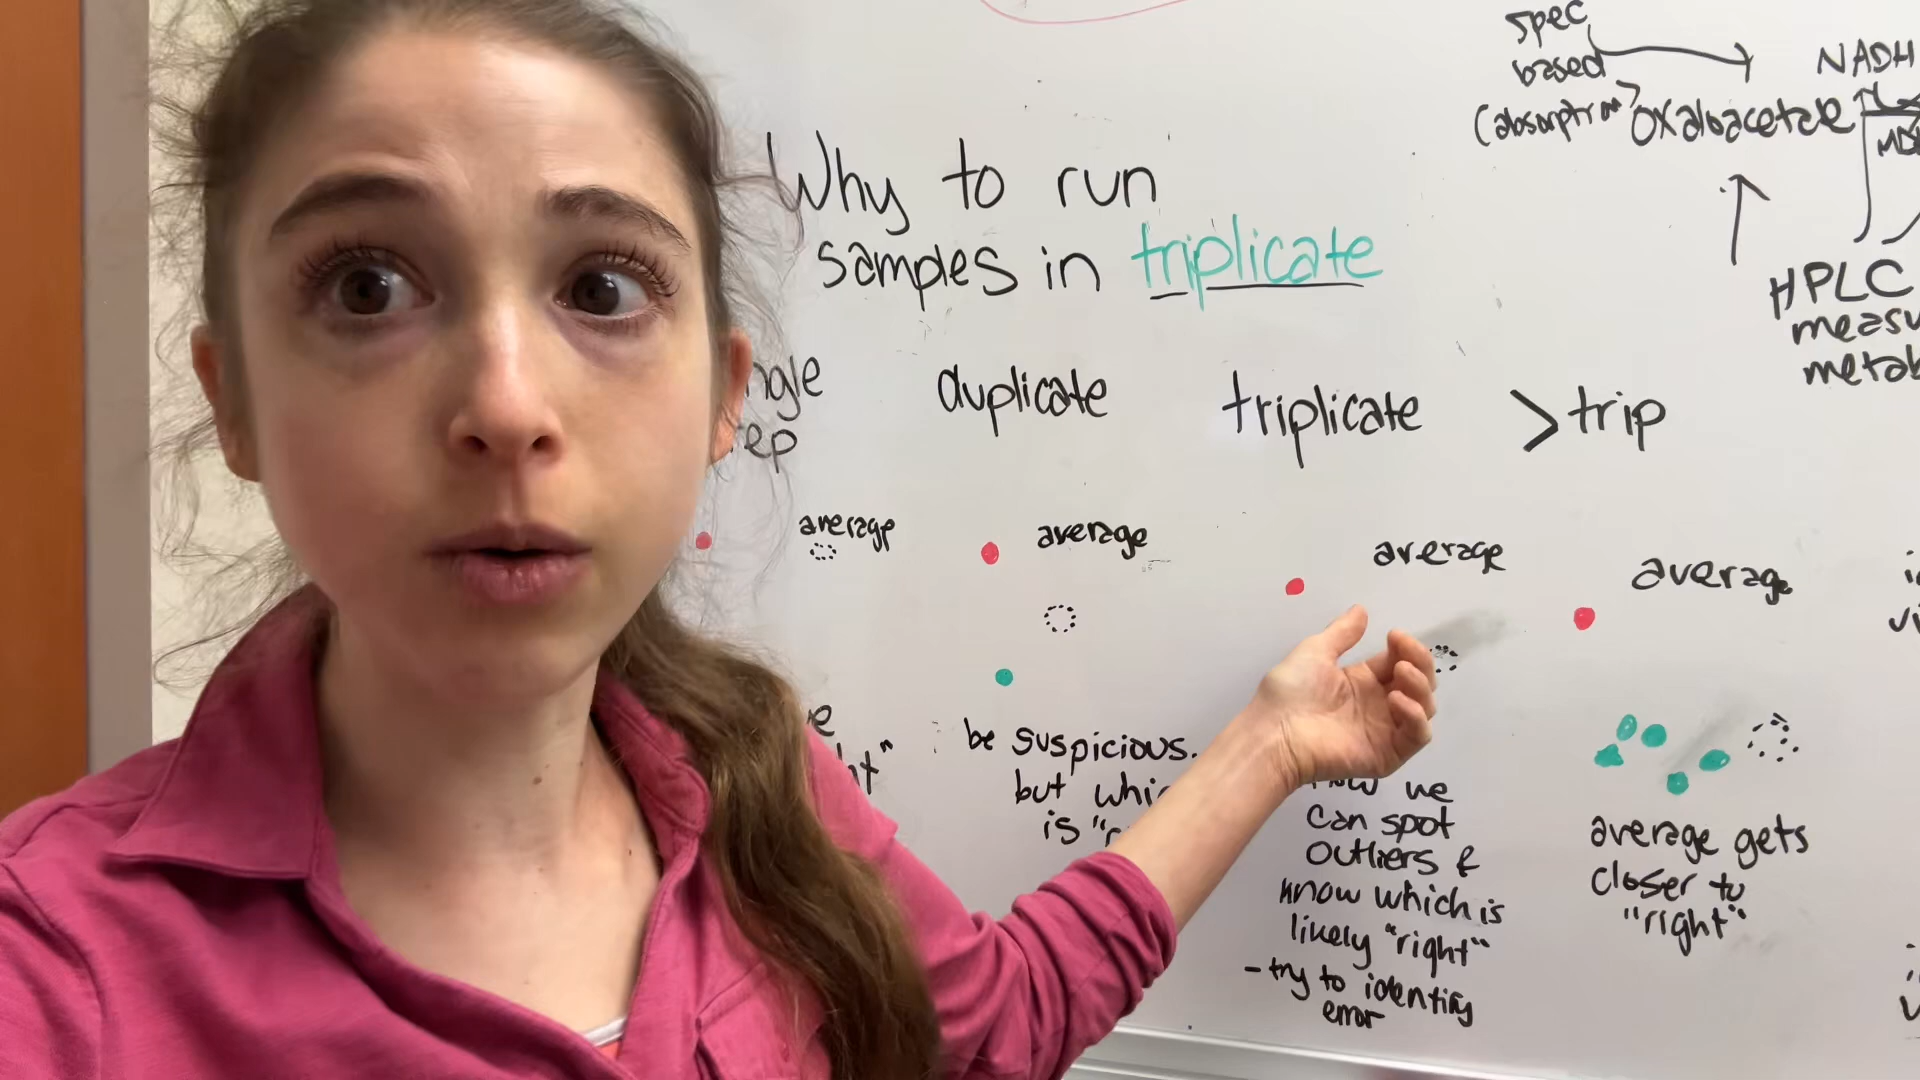 Why to run
samples in triplicate
duplicate
triplicate
> trip
average
average
average
average
be suspicious.
but
is
we
can spot
outliers &
know which is
likely "right"
- try to identify
error
average gets
closer to
"right"
spec
based
(absorption
oxaloacetate
NADH
HPLC